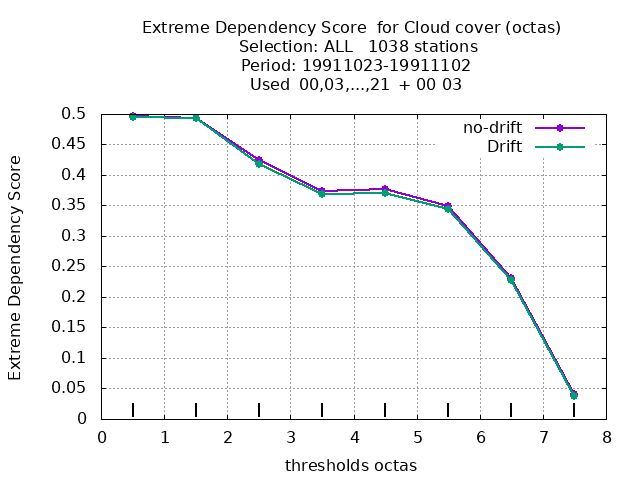 Extreme Dependency Score  for Cloud cover (octas)
Selection: ALL   1038 stations
Period: 19911023-19911102
Used  00,03,...,21  + 00 03
no-drift
Drift
Extreme Dependency Score
0.5
0.45
0.4
0.35
0.3
0.25
0.2
0.15
0.1
0.05
0
0 1 2 3 4 5 6 7 8
thresholds octas